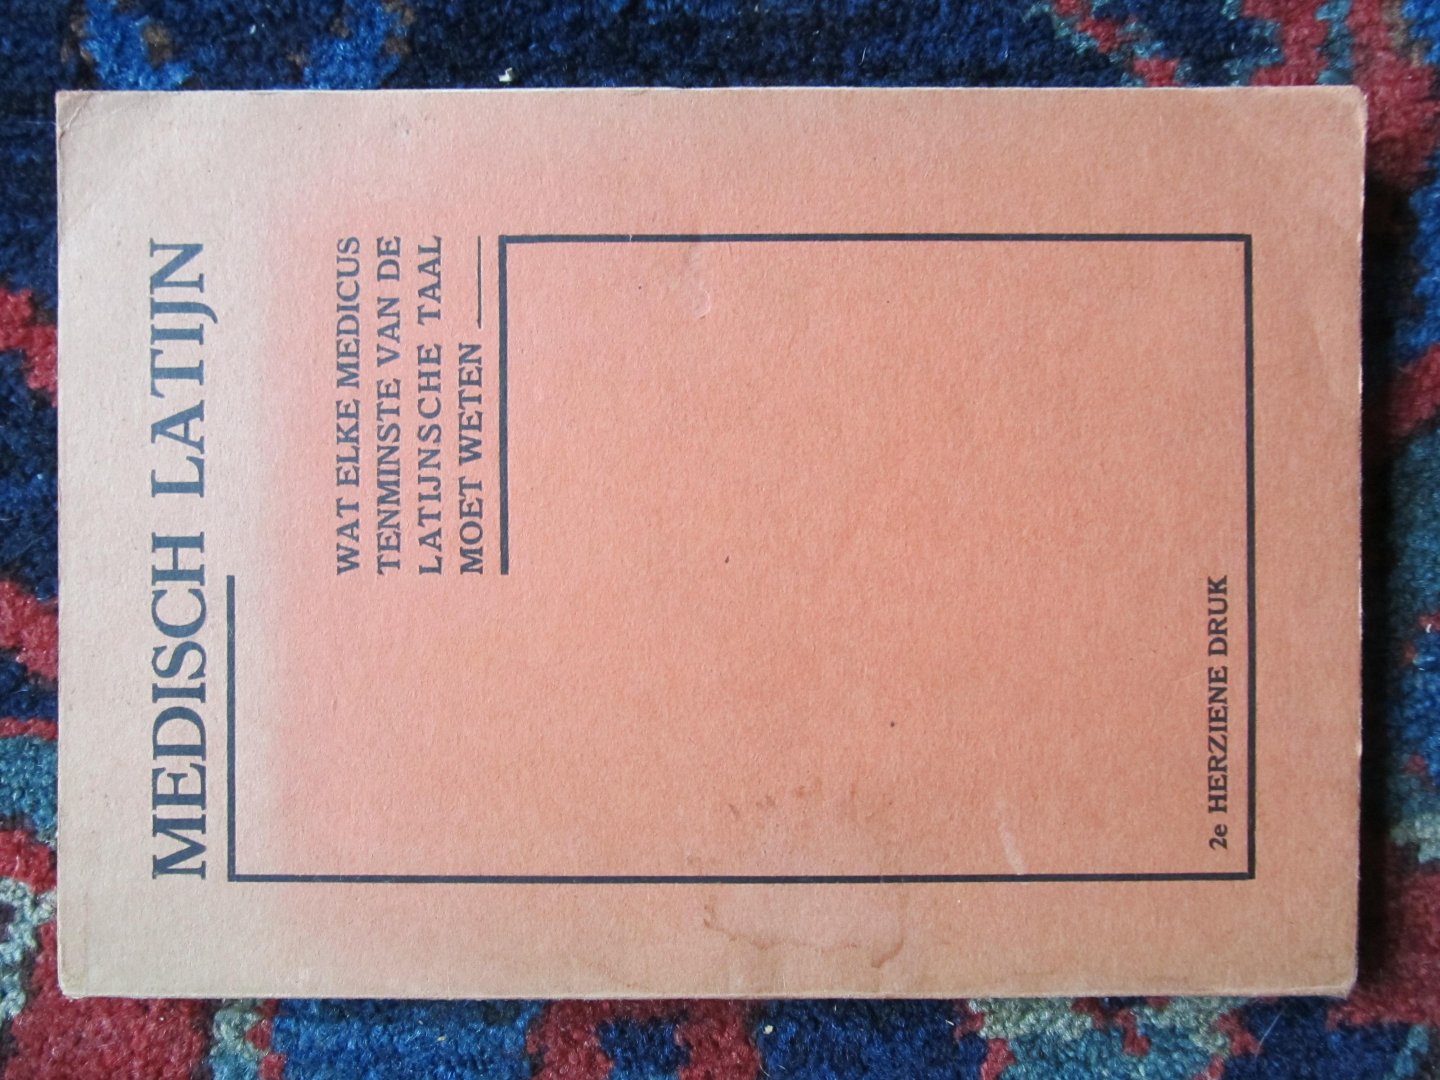 MEDISCH LATIJN
WAT ELKE MEDICUS
TENMINSTE VAN DE
LATIJNSCHE TAAL
MOET WETEN
2e HERZIENE DRUK